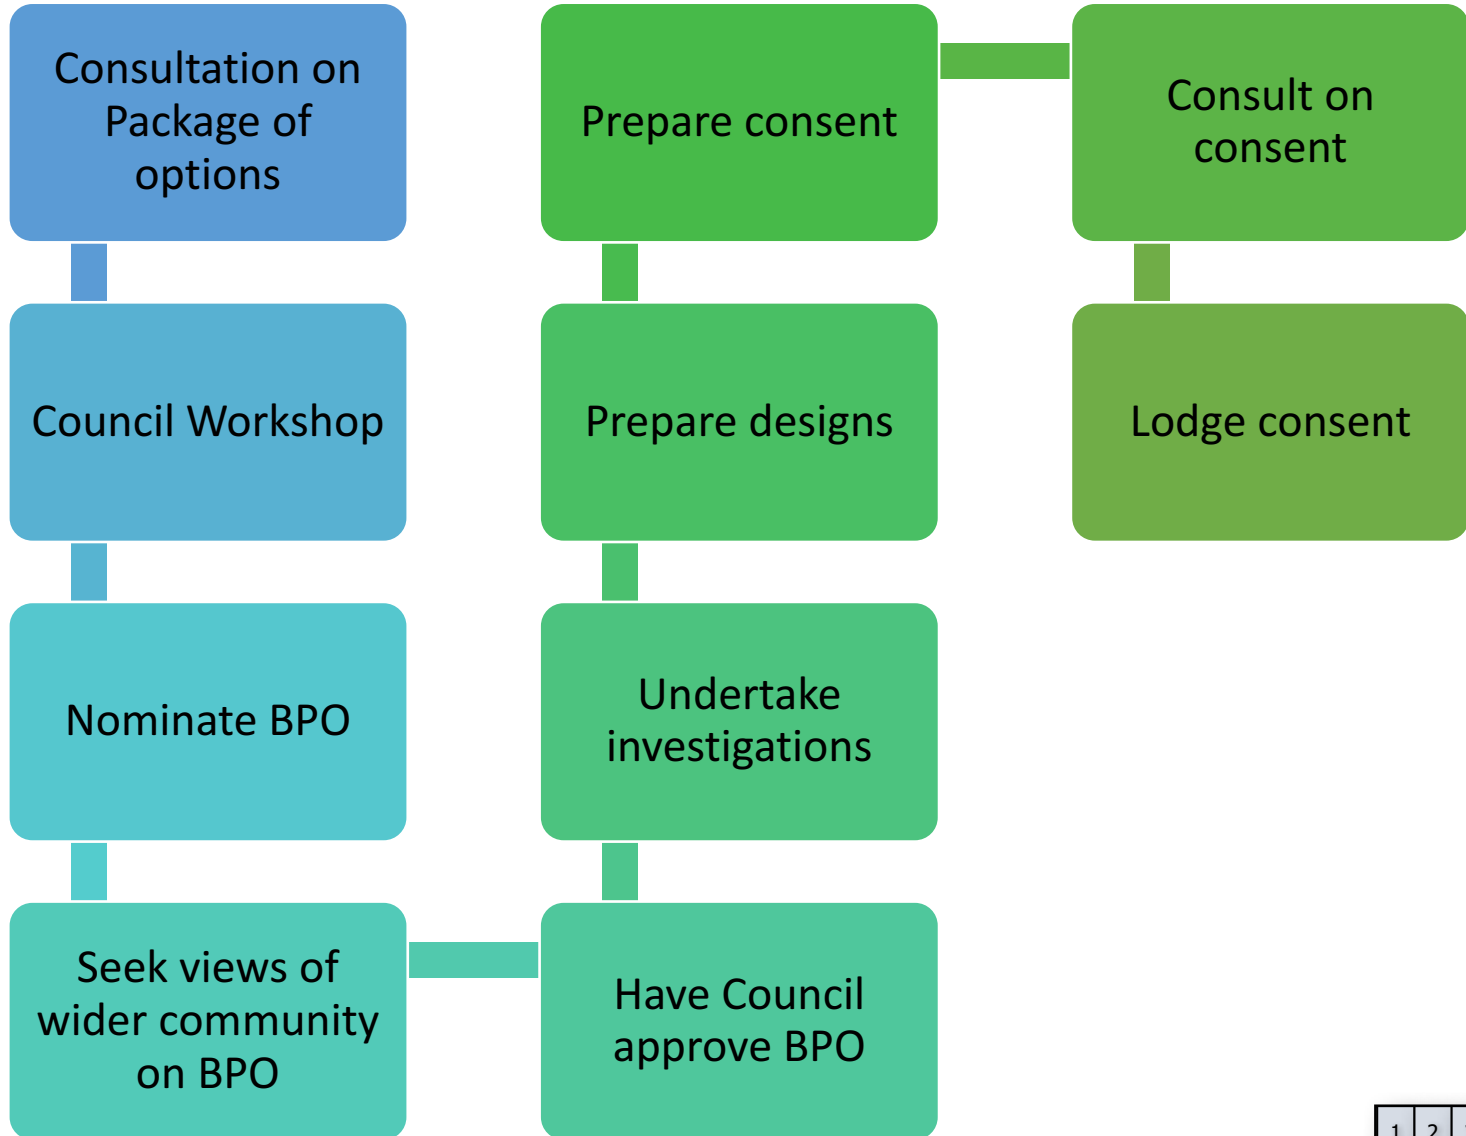 Consultation on
Package of
options
Council Workshop
Nominate BPO
Seek views of
wider community
on BPO
Have Council
approve BPO
Undertake
investigations
Prepare designs
Prepare consent
Consult on
consent
Lodge consent
1 2